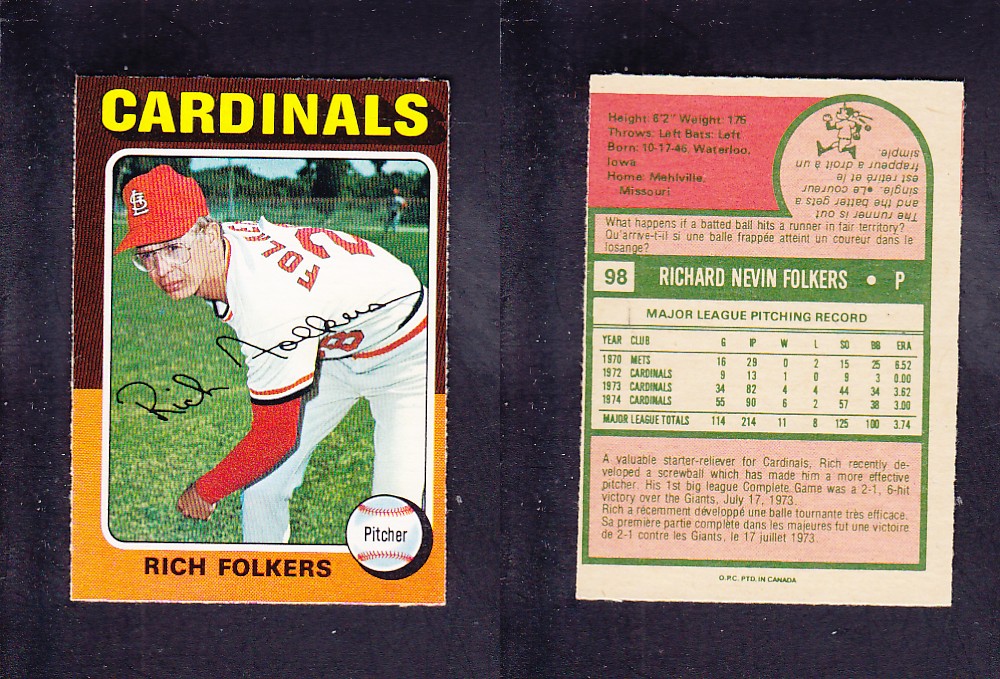 CARDINALS
STL
FOLKERS
28
8
Rich Folkers
Pitcher
RICH FOLKERS
Height: 6'2" Weight: 175
Throws: Left Bats: Left
Born: 10-17-46, Waterloo,
Iowa
Home: Mehlville,
Missouri
The runner is out
and the batter gets a
single. • Le coureur
est retiré et le
frappeur a droit à un
simple.
What happens if a batted ball hits a runner in fair territory?
Qu'arrive-t-il si une balle frappée atteint un coureur dans le
losange?
98 RICHARD NEVIN FOLKERS • P
MAJOR LEAGUE PITCHING RECORD
YEAR CLUB G IP W L SO BB ERA
1970 METS 16 29 0 2 15 25 6.52
1972 CARDINALS 9 13 1 0 9 3 0.00
1973 CARDINALS 34 82 4 4 44 34 3.62
1974 CARDINALS 55 90 6 2 57 38 3.00
MAJOR LEAGUE TOTALS 114 214 11 8 125 100 3.74
A valuable starter-reliever for Cardinals, Rich recently de-
veloped a screwball which has made him a more effective
pitcher. His 1st big league Complete Game was a 2-1, 6-hit
victory over the Giants, July 17, 1973.
Rich a récemment développé une balle tournante très efficace.
Sa première partie complète dans les majeures fut une victoire
de 2-1 contre les Giants, le 17 juillet 1973.
O.P.C. PTD. IN CANADA